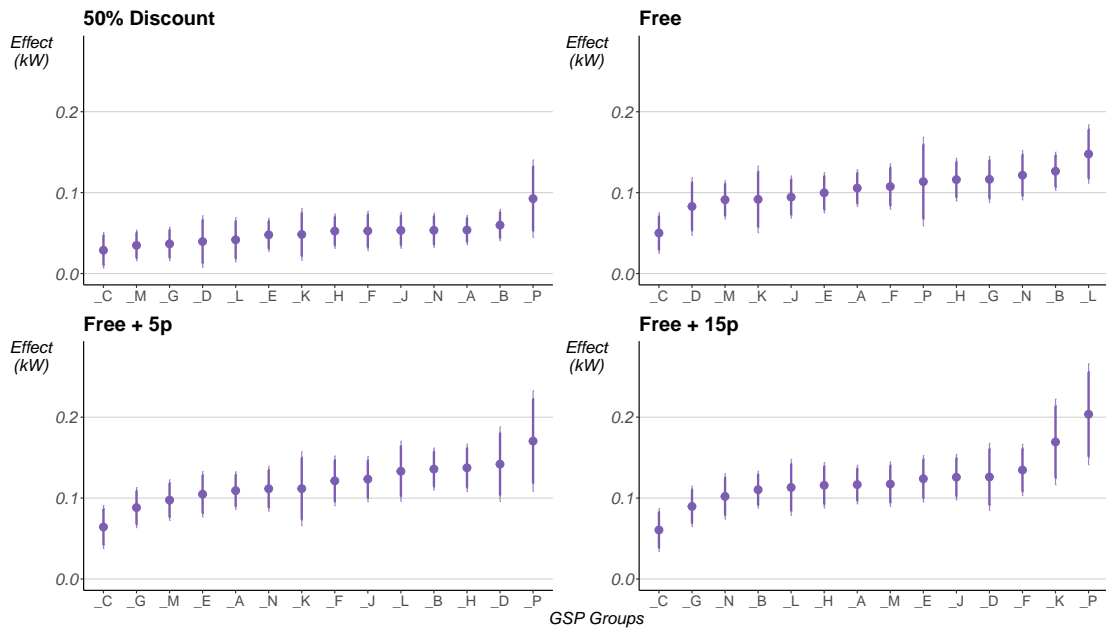 50% Discount
Free
Effect
(kW)
Effect
(kW)
0.2
0.2
0.1
0.1
0.0
0.0
_C _M _G _D _L _E _K _H _F _J _N _A _B _P
_C _D _M _K _J _E _A _F _P _H _G _N _B _L
Free + 5p
Free + 15p
Effect
(kW)
Effect
(kW)
0.2
0.2
0.1
0.1
0.0
0.0
_C _G _M _E _A _N _K _F _J _L _B _H _D _P
_C _G _N _B _L _H _A _M _E _J _D _F _K _P
GSP Groups